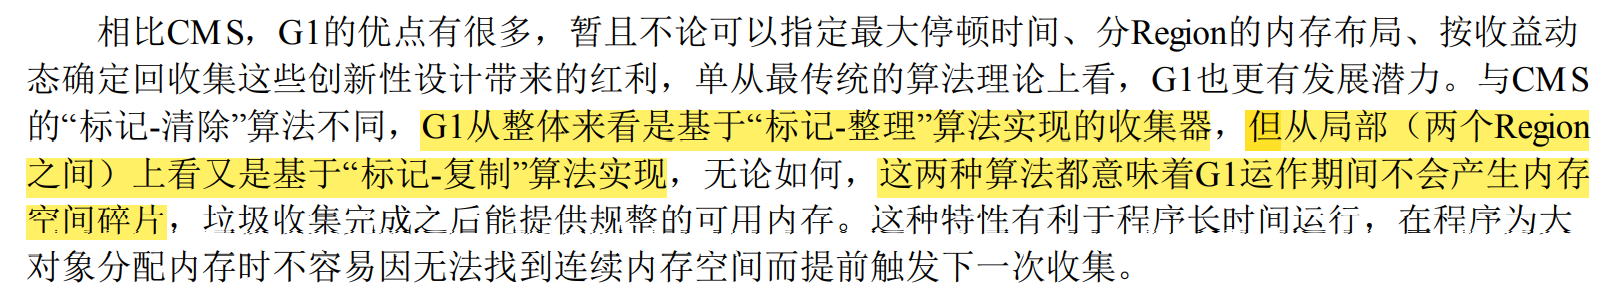 相比CMS，G1的优点有很多，暂且不论可以指定最大停顿时间、分Region的内存布局、按收益动
态确定回收集这些创新性设计带来的红利，单从最传统的算法理论上看，G1也更有发展潜力。与CMS
的“标记-清除”算法不同，G1从整体来看是基于“标记-整理”算法实现的收集器，但从局部（两个Region
之间）上看又是基于“标记-复制”算法实现，无论如何，这两种算法都意味着G1运作期间不会产生内存
空间碎片，垃圾收集完成之后能提供规整的可用内存。这种特性有利于程序长时间运行，在程序为大
对象分配内存时不容易因无法找到连续内存空间而提前触发下一次收集。